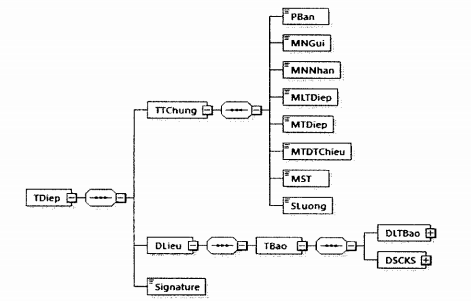 PBan
MNGui
MNNhan
MLTDiep
TTChung
MTDiep
MTDTChieu
MST
SLuong
TDiep
DLieu
TBao
DLTBao
DSCKS
Signature